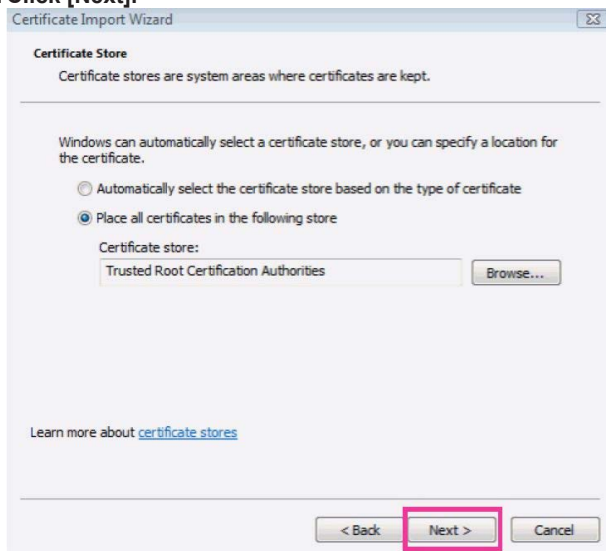 Click [Next].
Certificate Import Wizard
Certificate Store
Certificate stores are system areas where certificates are kept.
Windows can automatically select a certificate store, or you can specify a location for
the certificate.
Automatically select the certificate store based on the type of certificate
Place all certificates in the following store
Certificate store:
Trusted Root Certification Authorities
Browse...
Learn more about certificate stores
< Back Next > Cancel